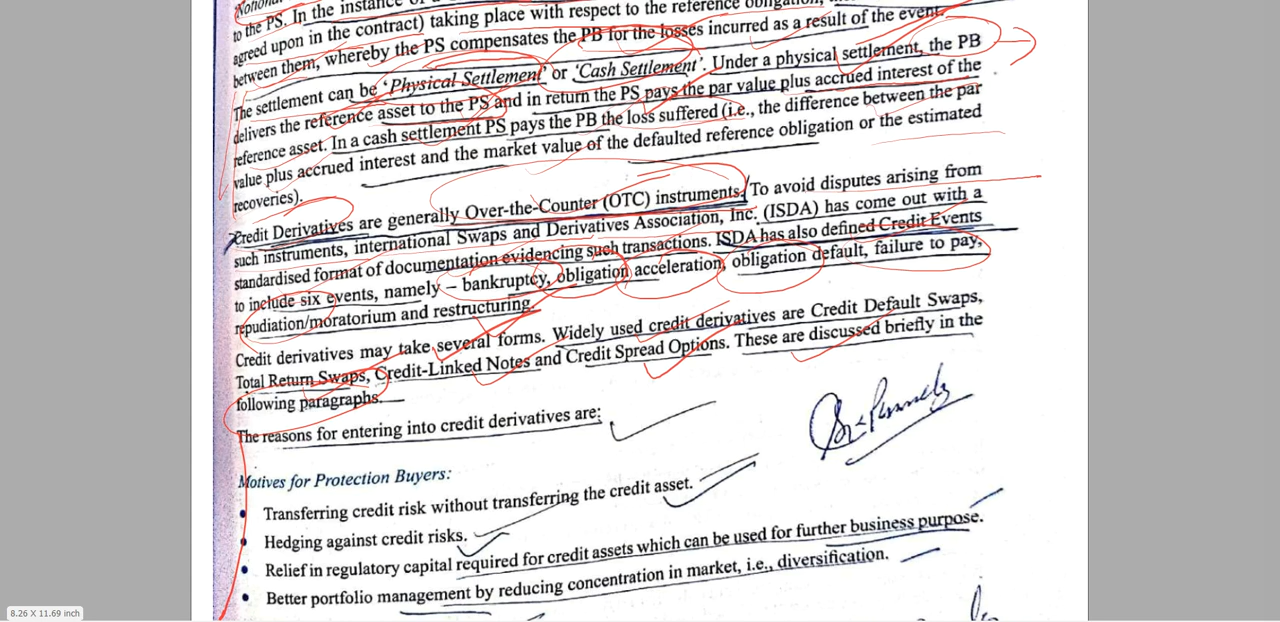 to the PS. In the instance of a
agreed upon in the contract) taking place with respect to the reference obligation,
between them, whereby the PS compensates the PB for the losses incurred as a result of the event.
The settlement can be ‘Physical Settlement’ or ‘Cash Settlement’. Under a physical settlement, the PB
delivers the reference asset to the PS and in return the PS pays the par value plus accrued interest of the
reference asset. In a cash settlement PS pays the PB the loss suffered (i.e., the difference between the par
value plus accrued interest and the market value of the defaulted reference obligation or the estimated
recoveries).
Credit Derivatives are generally Over-the-Counter (OTC) instruments. To avoid disputes arising from
such instruments, international Swaps and Derivatives Association, Inc. (ISDA) has come out with a
standardised format of documentation evidencing such transactions. ISDA has also defined Credit Events
to include six events, namely – bankruptcy, obligation acceleration, obligation default, failure to pay,
repudiation/moratorium and restructuring.
Credit derivatives may take several forms. Widely used credit derivatives are Credit Default Swaps,
Total Return Swaps, Credit-Linked Notes and Credit Spread Options. These are discussed briefly in the
following paragraphs.
The reasons for entering into credit derivatives are:
Motives for Protection Buyers:
• Transferring credit risk without transferring the credit asset.
• Hedging against credit risks.
• Relief in regulatory capital required for credit assets which can be used for further business purpose.
• Better portfolio management by reducing concentration in market, i.e., diversification.
8.26 X 11.69 inch